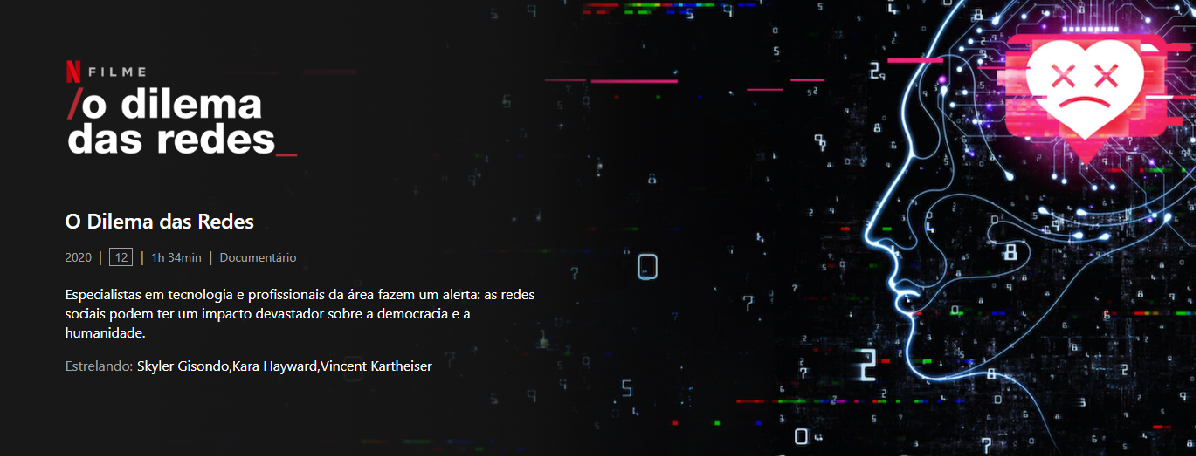 N FILME
/o dilema
das redes_
O Dilema das Redes
2020 | 12 | 1h 34min | Documentário
Especialistas em tecnologia e profissionais da área fazem um alerta: as redes
sociais podem ter um impacto devastador sobre a democracia e a
humanidade.
Estrelando: Skyler Gisondo,Kara Hayward,Vincent Kartheiser